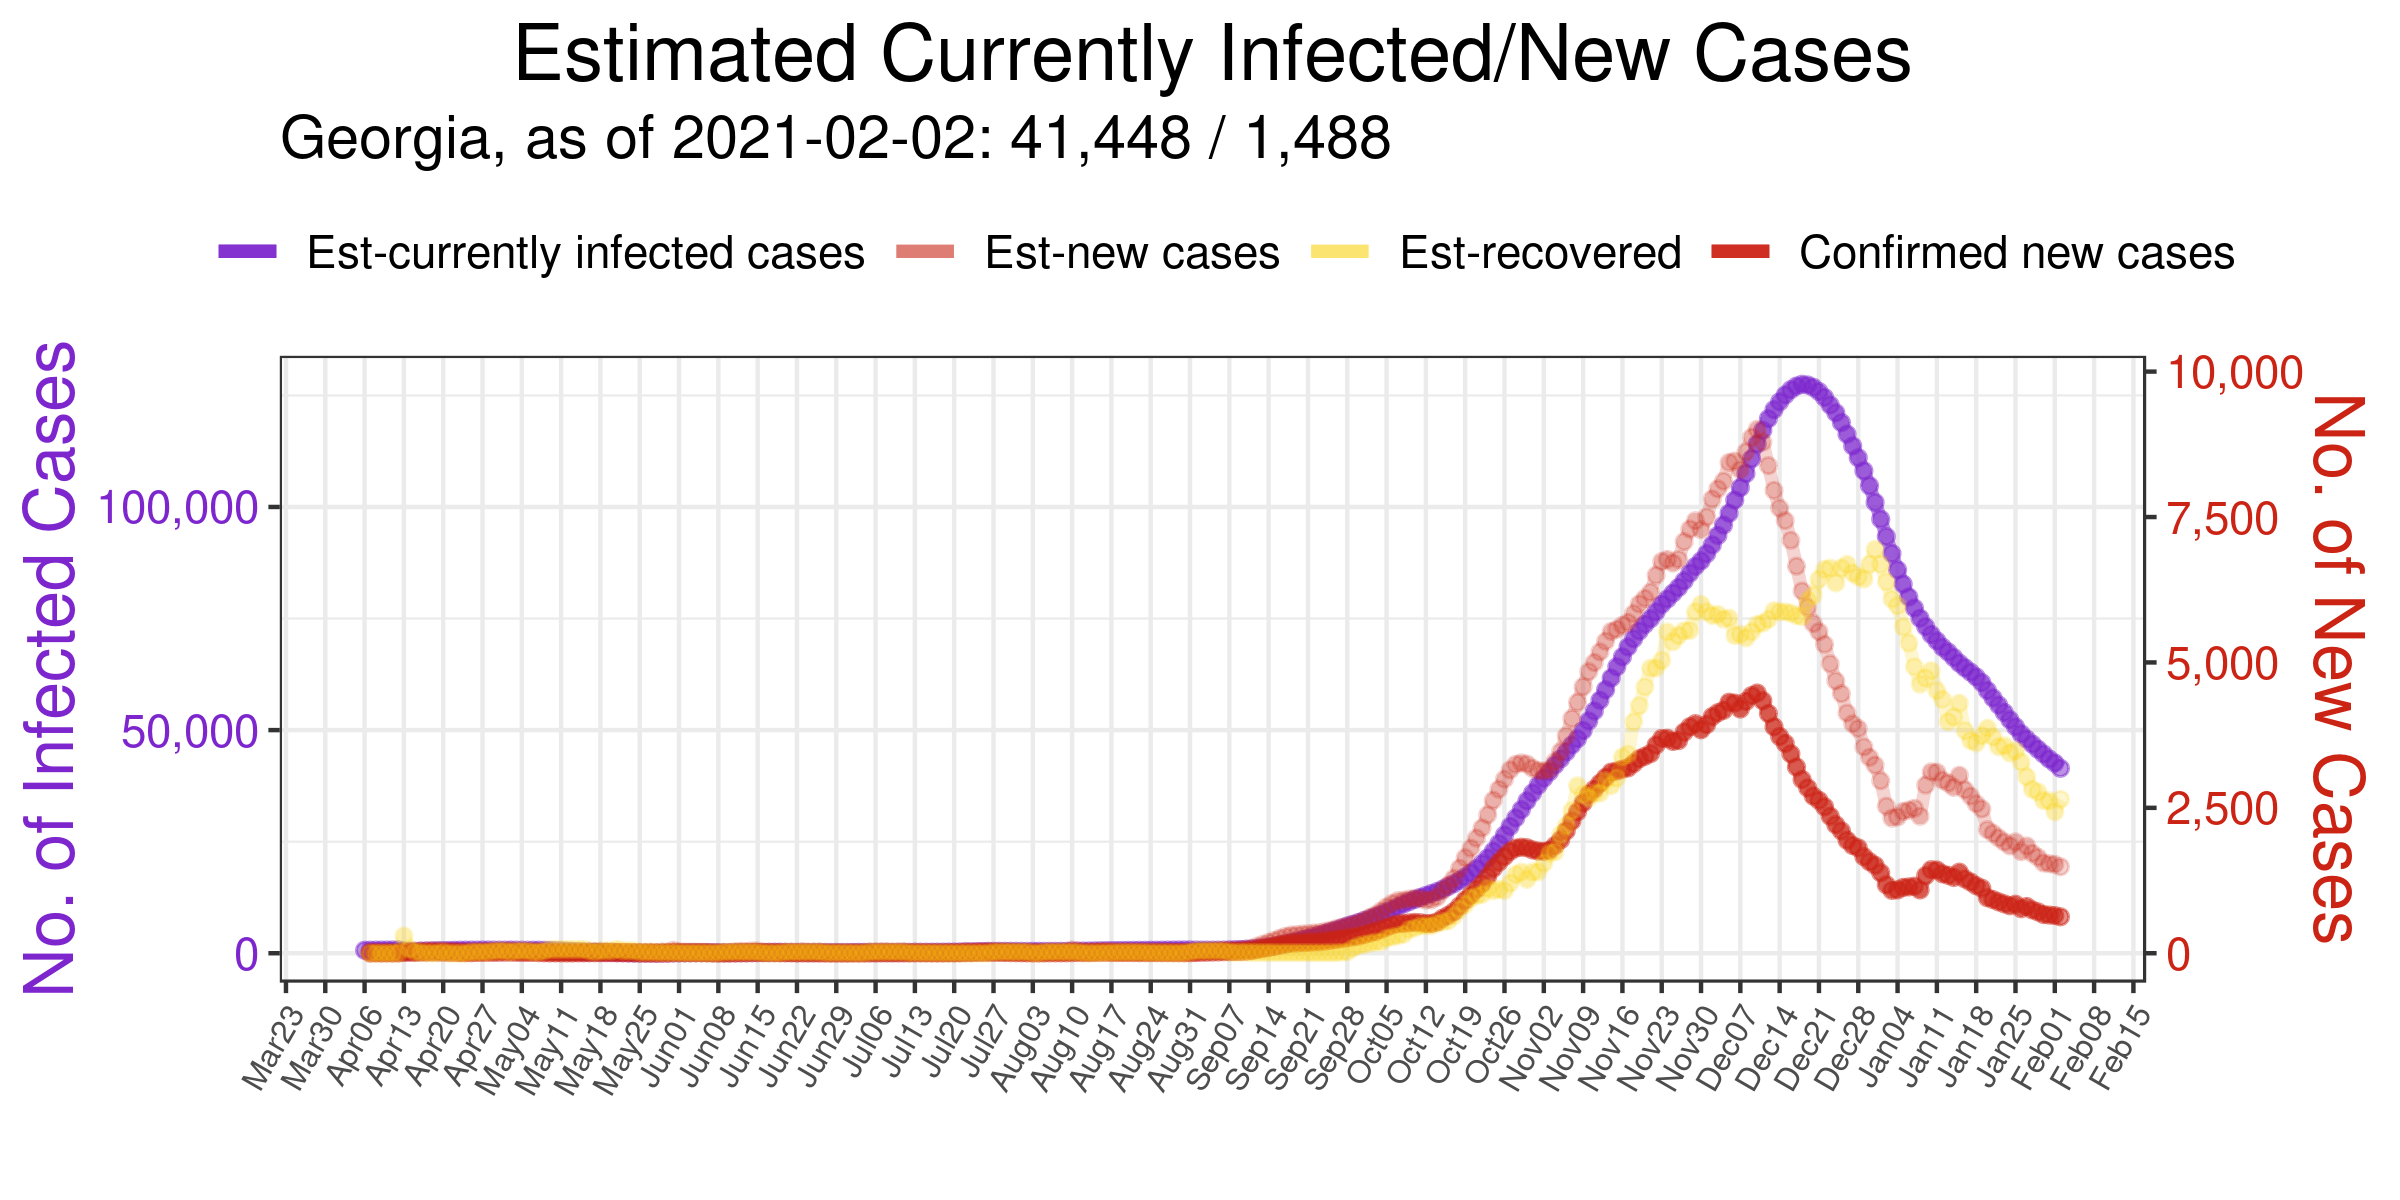 Estimated Currently Infected/New Cases
Georgia, as of 2021-02-02: 41,448 / 1,488
Est-currently infected cases Est-new cases Est-recovered Confirmed new cases
No. of Infected Cases
100,000
50,000
0
10,000
7,500
5,000
2,500
0
No. of New Cases
Mar23 Mar30 Apr06 Apr13 Apr20 Apr27 May04 May11 May18 May25 Jun01 Jun08 Jun15 Jun22 Jun29 Jul06 Jul13 Jul20 Jul27 Aug03 Aug10 Aug17 Aug24 Aug31 Sep07 Sep14 Sep21 Sep28 Oct05 Oct12 Oct19 Oct26 Nov02 Nov09 Nov16 Nov23 Nov30 Dec07 Dec14 Dec21 Dec28 Jan04 Jan11 Jan18 Jan25 Feb01 Feb08 Feb15